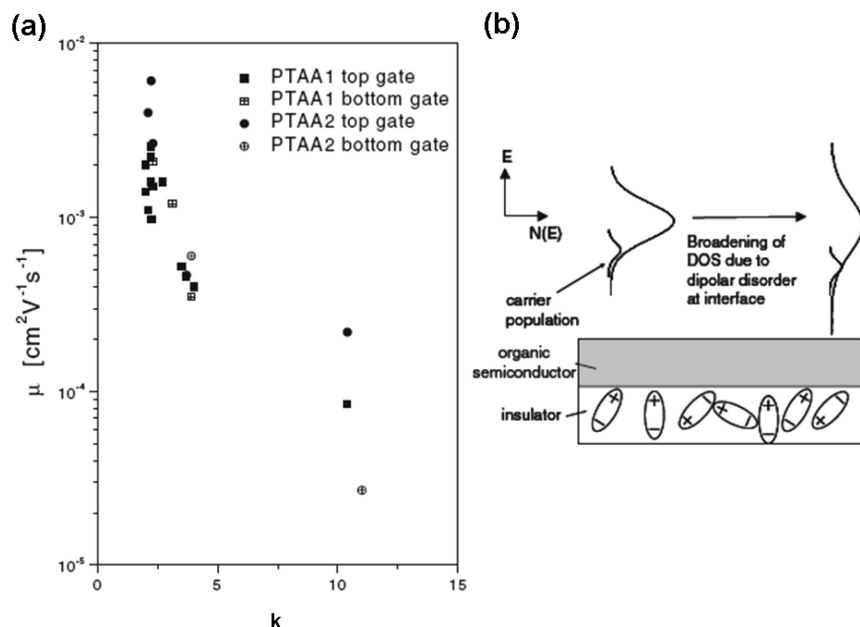 (a)
10⁻²
10⁻³
10⁻⁴
10⁻⁵
μ [cm²V⁻¹s⁻¹]
PTAA1 top gate
PTAA1 bottom gate
PTAA2 top gate
PTAA2 bottom gate
0 5 10 15
k
(b)
E
N(E)
carrier
population
Broadening of
DOS due to
dipolar disorder
at interface
organic
semiconductor
insulator
+ + + + + + +
− − − − − − −